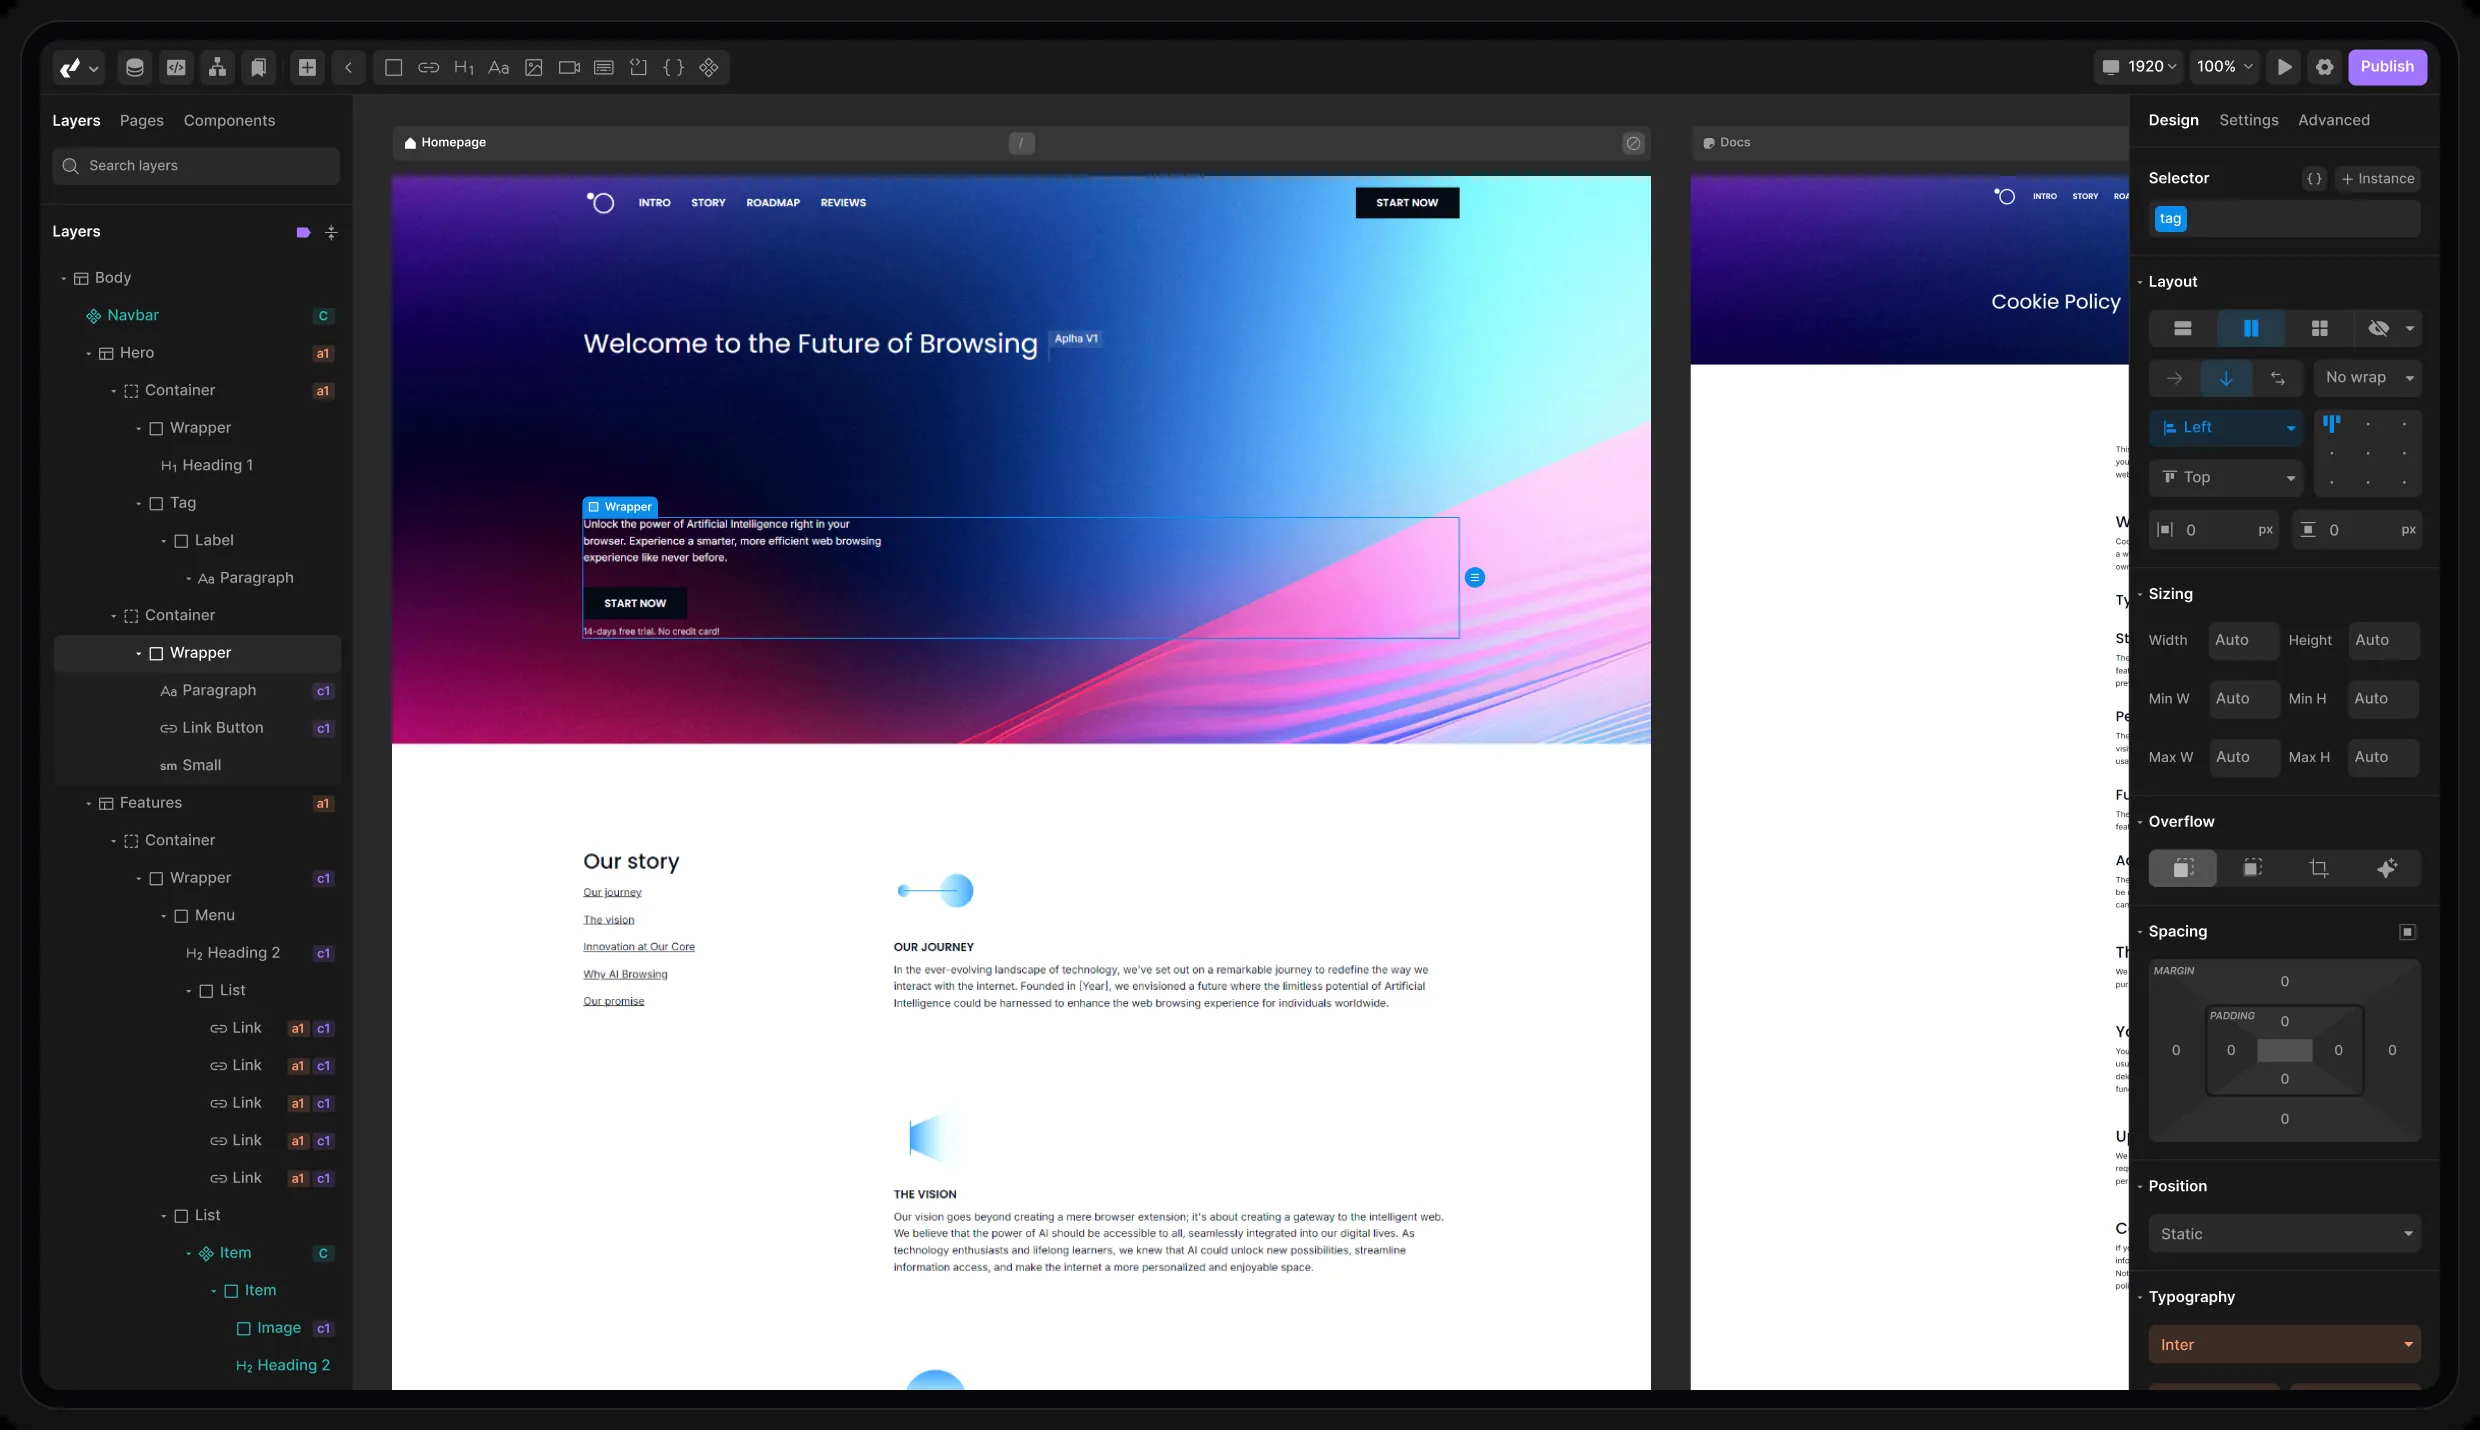 H1
Aa
{ }
1920
100%
Publish
Layers
Pages
Components
Search layers
Layers
Body
Navbar
C
Hero
a1
Container
a1
Wrapper
H1 Heading 1
Tag
Label
Aa Paragraph
Container
Wrapper
Aa Paragraph
c1
Link Button
c1
sm Small
Features
a1
Container
Wrapper
c1
Menu
H2 Heading 2
c1
List
Link
a1 c1
Link
a1 c1
Link
a1 c1
Link
a1 c1
Link
a1 c1
List
Item
C
Item
Image
c1
H2 Heading 2
Homepage
/
INTRO
STORY
ROADMAP
REVIEWS
START NOW
Welcome to the Future of Browsing
Aplha V1
Wrapper
Unlock the power of Artificial Intelligence right in your
browser. Experience a smarter, more efficient web browsing
experience like never before.
START NOW
14-days free trial. No credit card!
Our story
Our journey
The vision
Innovation at Our Core
Why AI Browsing
Our promise
OUR JOURNEY
In the ever-evolving landscape of technology, we've set out on a remarkable journey to redefine the way we
interact with the internet. Founded in [Year], we envisioned a future where the limitless potential of Artificial
Intelligence could be harnessed to enhance the web browsing experience for individuals worldwide.
THE VISION
Our vision goes beyond creating a mere browser extension; it's about creating a gateway to the intelligent web.
We believe that the power of AI should be accessible to all, seamlessly integrated into our digital lives. As
technology enthusiasts and lifelong learners, we knew that AI could unlock new possibilities, streamline
information access, and make the internet a more personalized and enjoyable space.
Docs
INTRO
STORY
ROA
Cookie Policy
Design
Settings
Advanced
Selector
{ }
+ Instance
tag
Layout
No wrap
Left
Top
0 px
0 px
Sizing
Width Auto Height Auto
Min W Auto Min H Auto
Max W Auto Max H Auto
Overflow
Spacing
MARGIN
0
PADDING
0
0 0 0 0
0
0
Position
Static
Typography
Inter